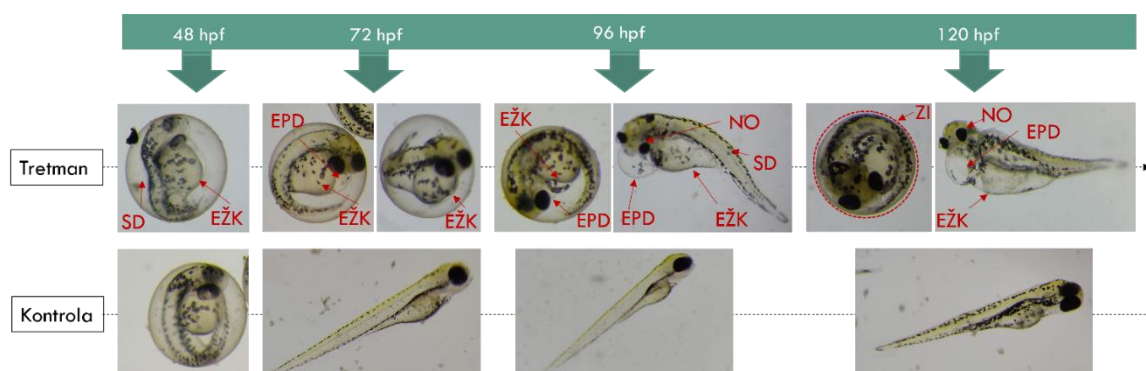 48 hpf 72 hpf 96 hpf 120 hpf
Tretman
SD EŽK
EPD EŽK EŽK
EŽK EPD
NO SD EPD EŽK
ZI
NO EPD EŽK
Kontrola